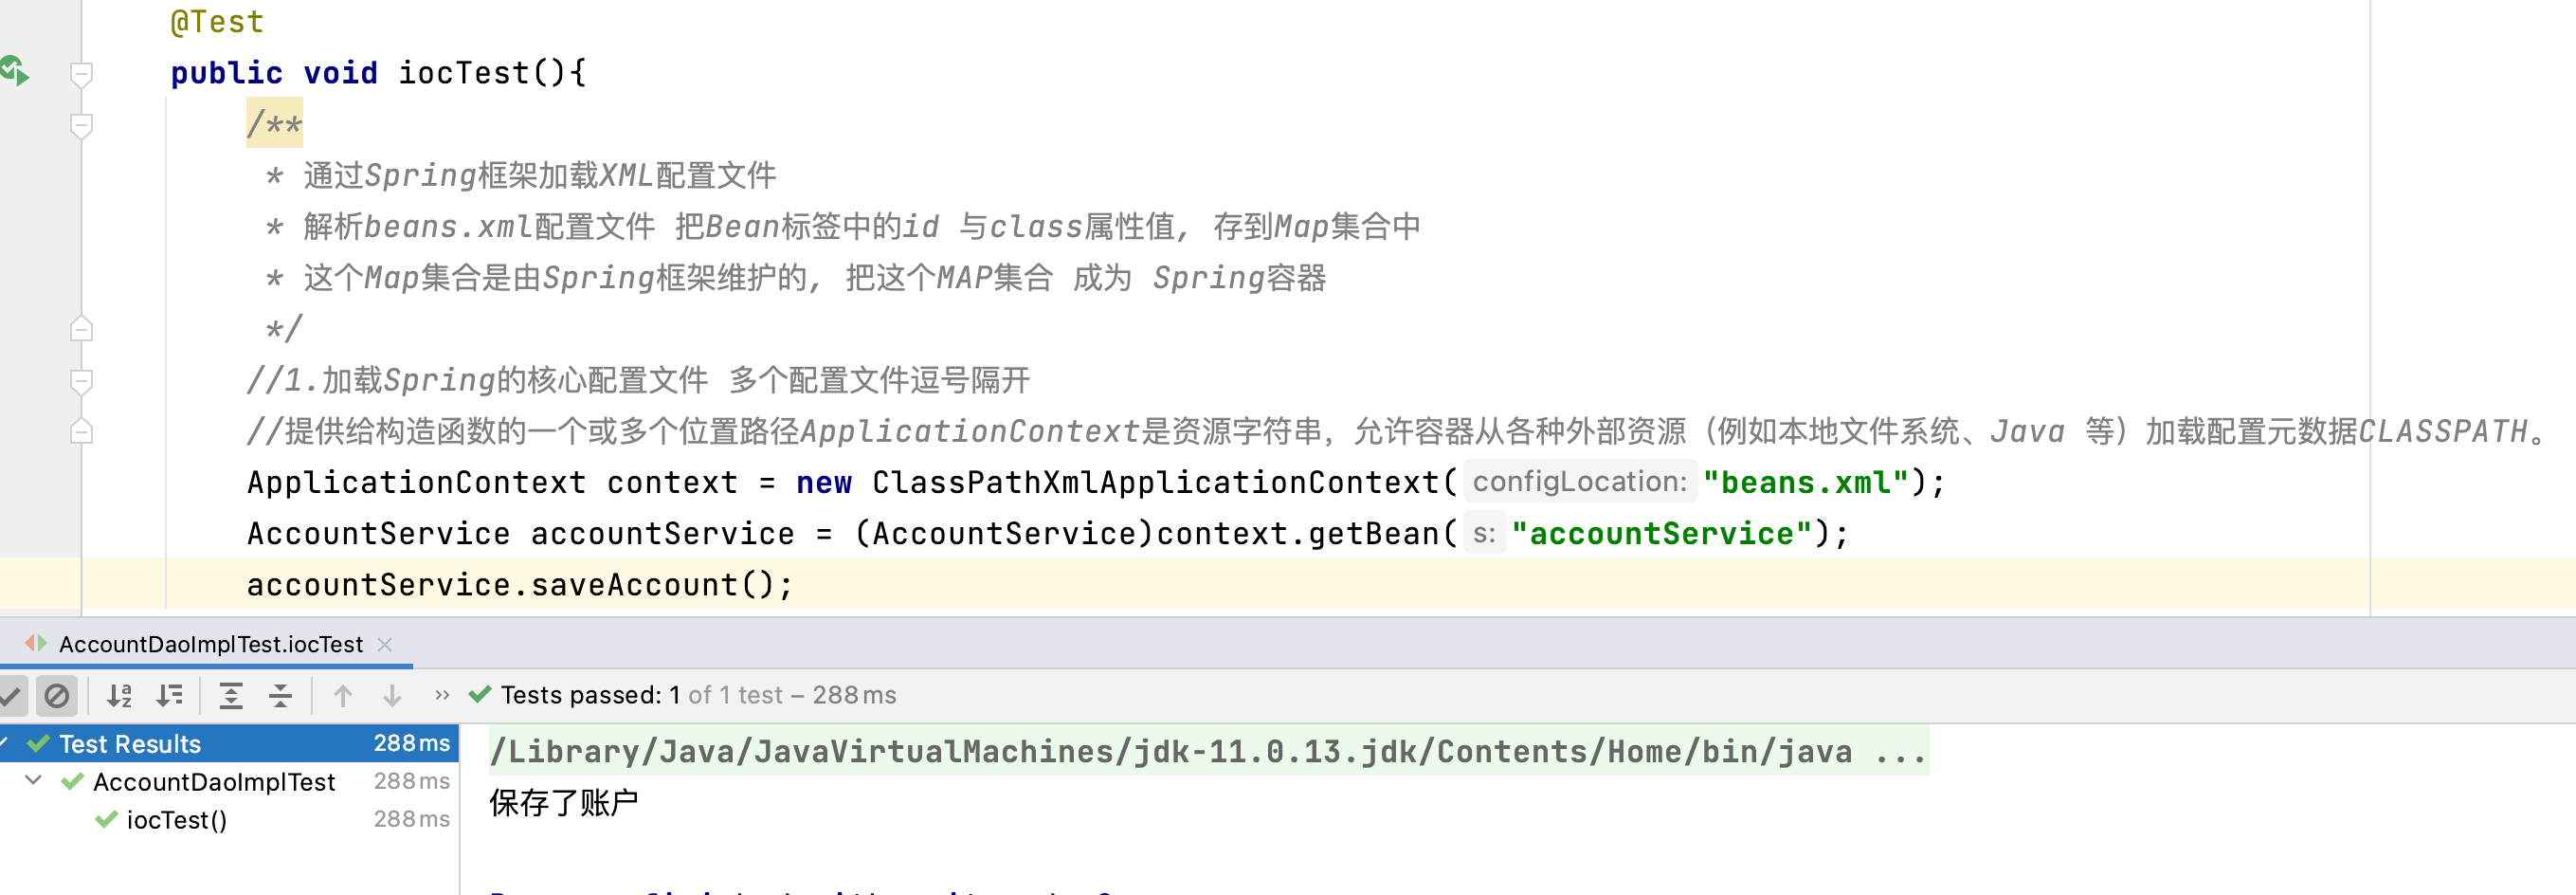 @Test
public void iocTest(){
/**
* 通过Spring框架加载XML配置文件
* 解析beans.xml配置文件 把Bean标签中的id 与class属性值, 存到Map集合中
* 这个Map集合是由Spring框架维护的, 把这个MAP集合 成为 Spring容器
*/
//1.加载Spring的核心配置文件 多个配置文件逗号隔开
//提供给构造函数的一个或多个位置路径ApplicationContext是资源字符串，允许容器从各种外部资源（例如本地文件系统、Java 等）加载配置元数据CLASSPATH。
ApplicationContext context = new ClassPathXmlApplicationContext( configLocation: "beans.xml");
AccountService accountService = (AccountService)context.getBean( s: "accountService");
accountService.saveAccount();
AccountDaoImplTest.iocTest
Tests passed: 1 of 1 test – 288 ms
Test Results 288 ms
/Library/Java/JavaVirtualMachines/jdk-11.0.13.jdk/Contents/Home/bin/java ...
AccountDaoImplTest 288 ms
保存了账户
iocTest() 288 ms